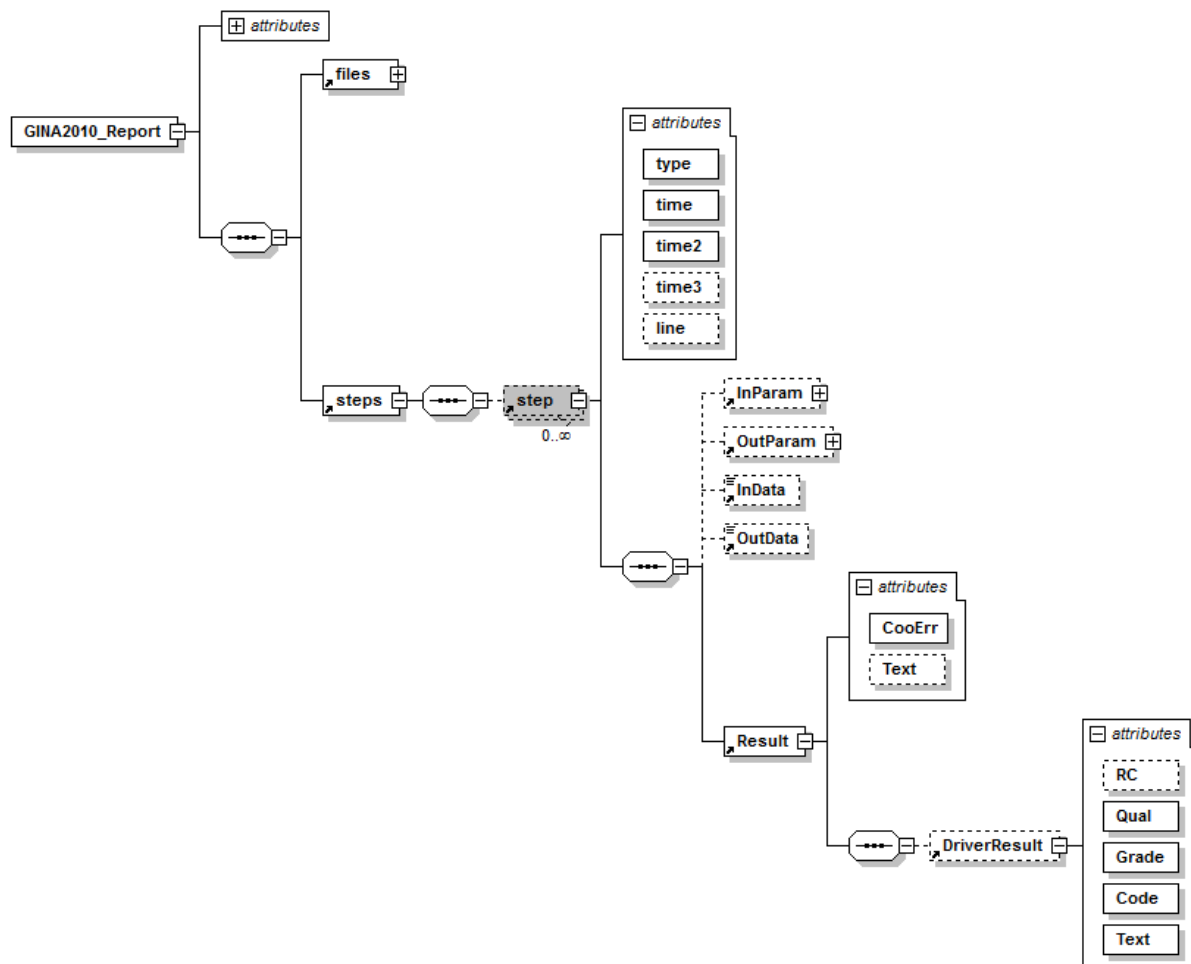 attributes
files
GINA2010_Report
attributes
type
time
time2
time3
line
steps
step
0..∞
InParam
OutParam
InData
OutData
attributes
CooErr
Text
Result
attributes
RC
Qual
DriverResult
Grade
Code
Text